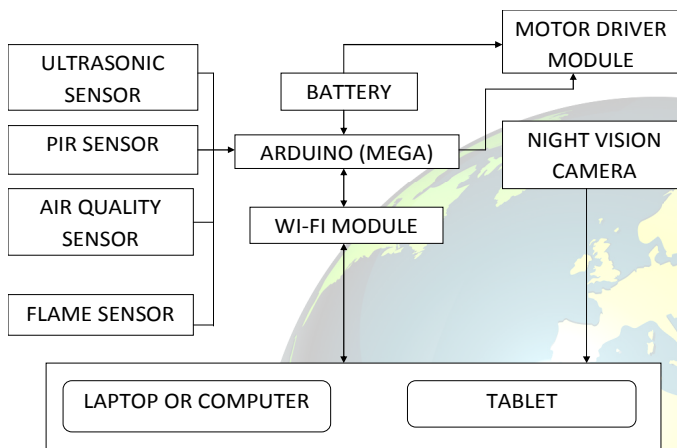 ULTRASONIC
SENSOR
PIR SENSOR
AIR QUALITY
SENSOR
FLAME SENSOR
BATTERY
ARDUINO (MEGA)
WI-FI MODULE
MOTOR DRIVER
MODULE
NIGHT VISION
CAMERA
LAPTOP OR COMPUTER
TABLET